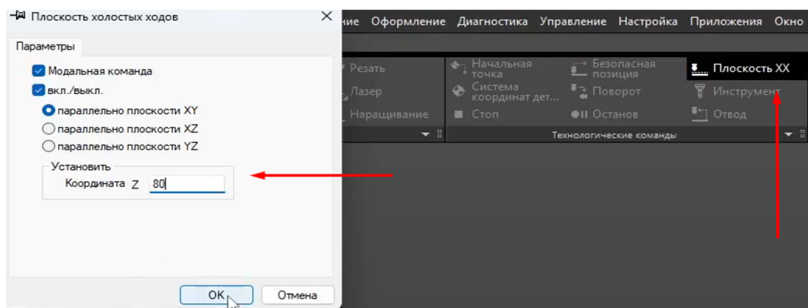 Плоскость холостых ходов
Параметры
Модальная команда
вкл./выкл.
параллельно плоскости XY
параллельно плоскости XZ
параллельно плоскости YZ
Установить
Координата Z 80
OK Отмена
ние Оформление Диагностика Управление Настройка Приложения Окно
Резать Начальная точка Безопасная позиция Плоскость XX
Лазер Система координат дет... Поворот Инструмент
Наращивание Стоп Останов Отвод
Технологические команды